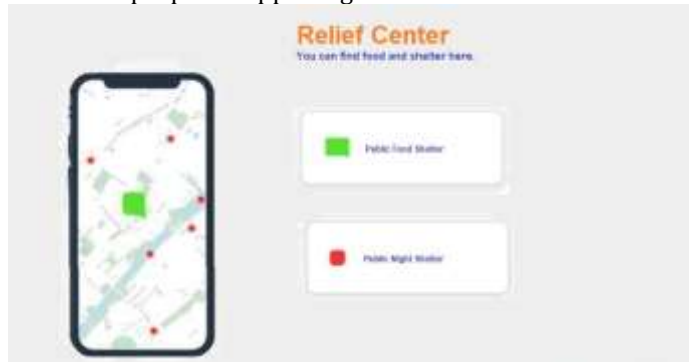 Relief Center
You can find food and shelter here.
Public Food Shelter
Public Night Shelter